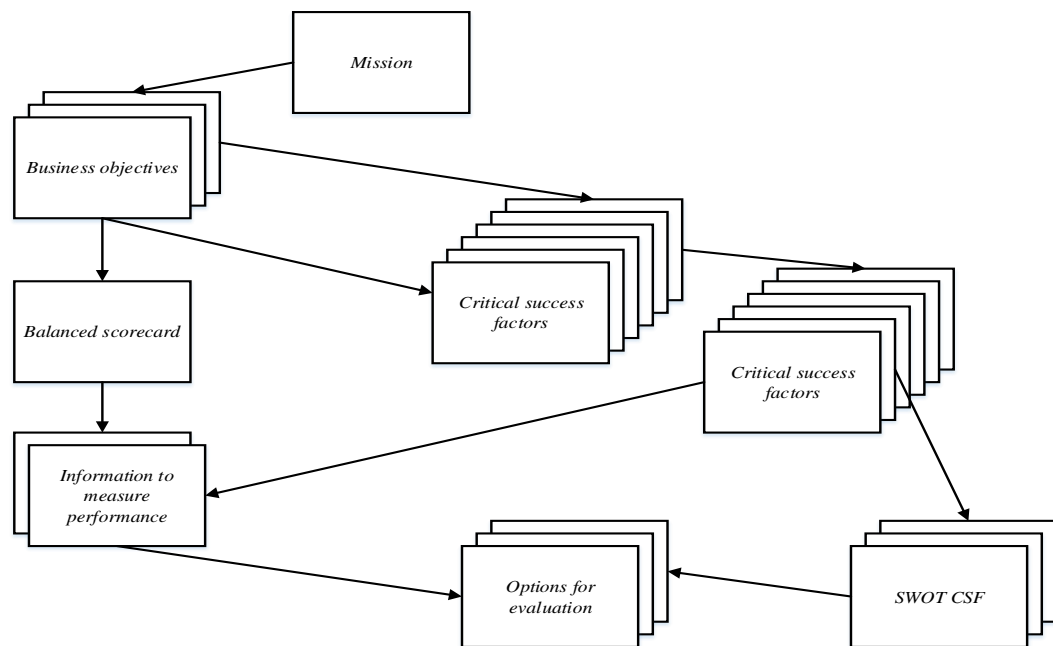 Mission
Business objectives
Critical success
factors
Balanced scorecard
Critical success
factors
Information to
measure
performance
Options for
evaluation
SWOT CSF